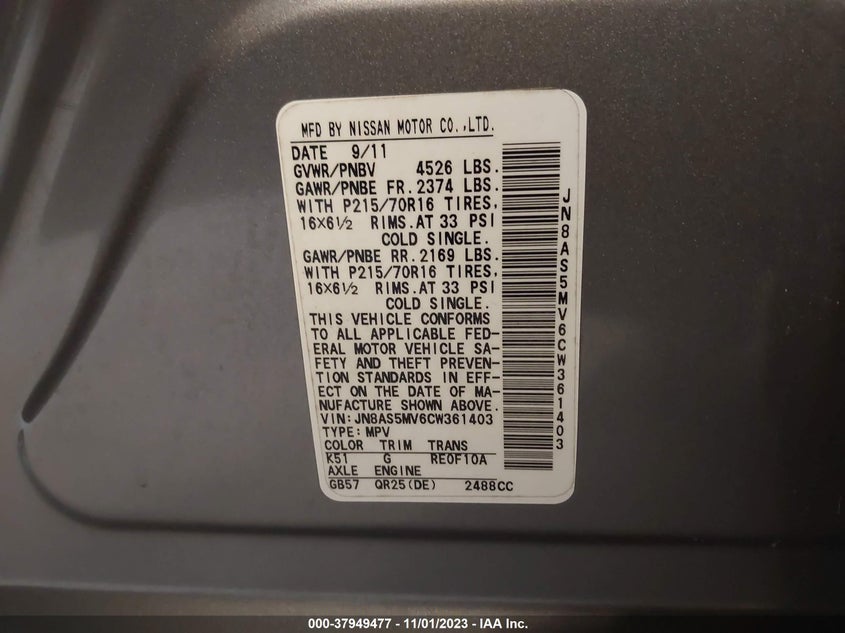 MFD BY NISSAN MOTOR CO.,LTD.
DATE 9/11
GVWR/PNBV 4526 LBS.
GAWR/PNBE FR. 2374 LBS.
WITH P215/70R16 TIRES,
16×6½ RIMS.AT 33 PSI
COLD SINGLE.
GAWR/PNBE RR. 2169 LBS.
WITH P215/70R16 TIRES,
16×6½ RIMS.AT 33 PSI
COLD SINGLE.
THIS VEHICLE CONFORMS
TO ALL APPLICABLE FED-
ERAL MOTOR VEHICLE SA-
FETY AND THEFT PREVEN-
TION STANDARDS IN EFF-
ECT ON THE DATE OF MA-
NUFACTURE SHOWN ABOVE.
VIN: JN8AS5MV6CW361403
TYPE: MPV
COLOR TRIM TRANS
K51 G RE0F10A
AXLE ENGINE
GB57 QR25(DE) 2488CC
JN8AS5MV6CW361403
000-37949477 - 11/01/2023 - IAA Inc.